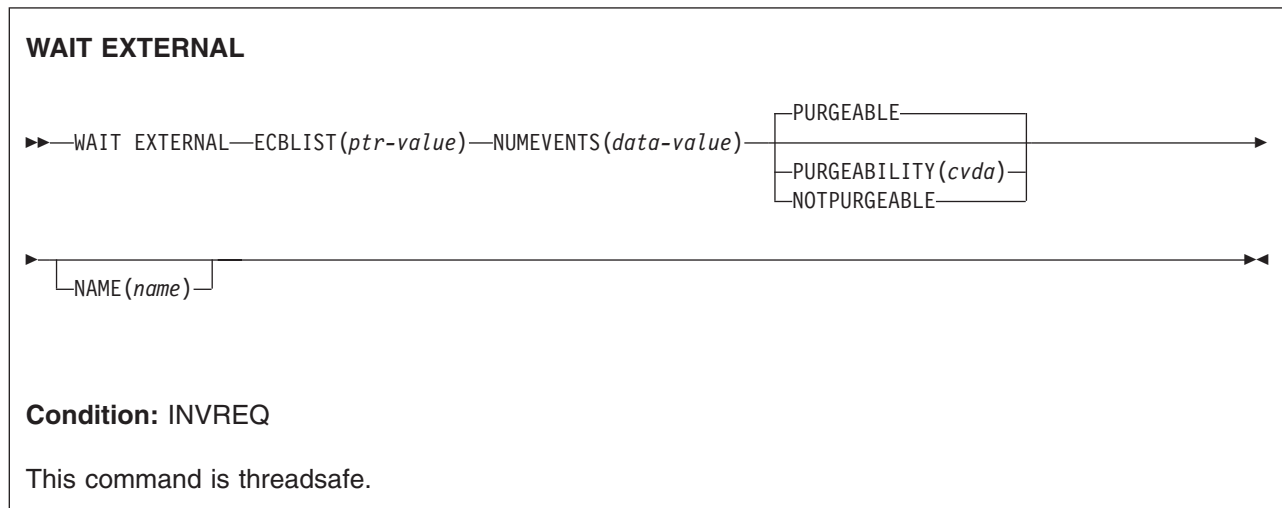 WAIT EXTERNAL
PURGEABLE
WAIT EXTERNAL ECBLIST(ptr-value) NUMEVENTS(data-value)
PURGEABILITY(cvda)
NOTPURGEABLE
NAME(name)
Condition: INVREQ
This command is threadsafe.